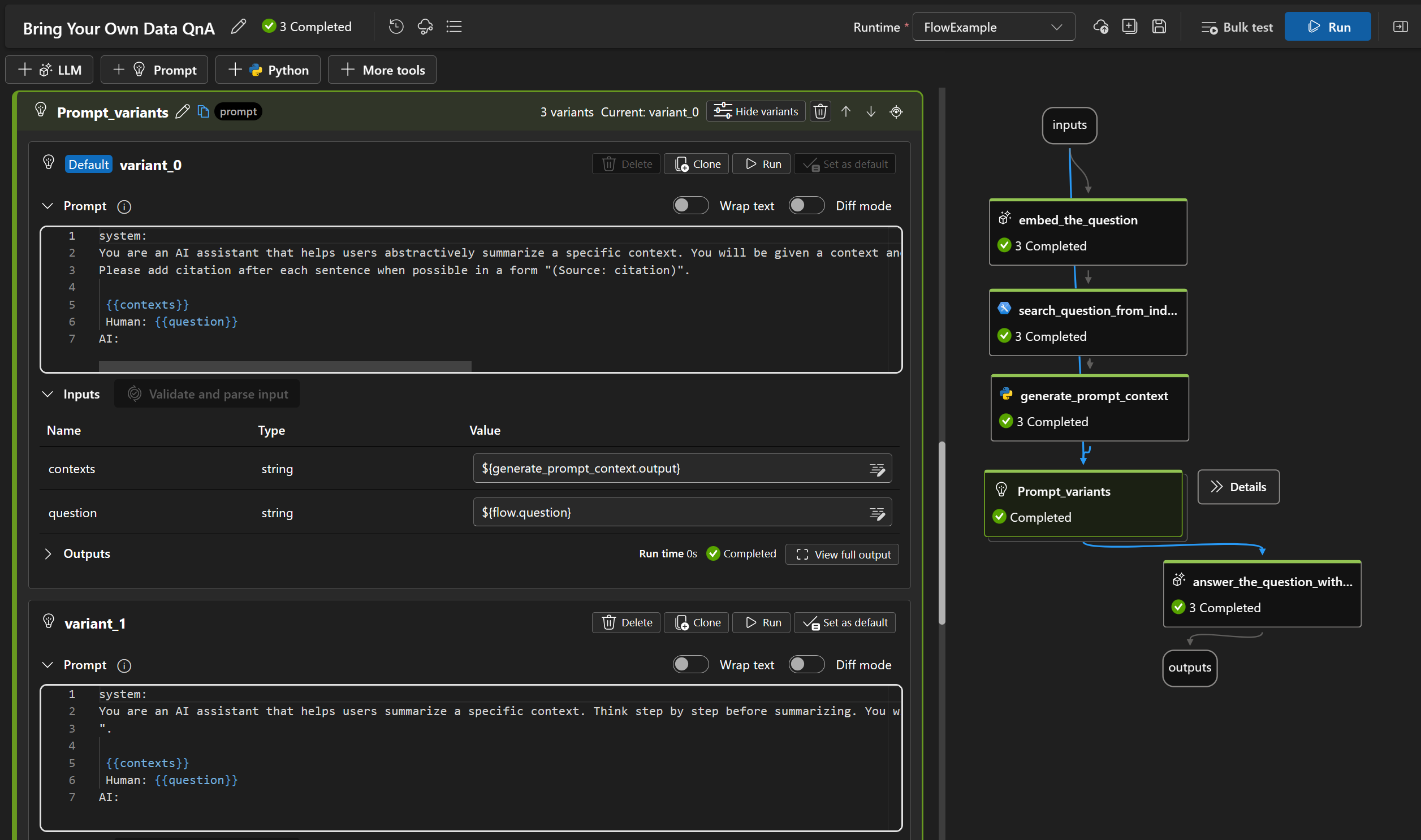 Bring Your Own Data QnA
3 Completed
Runtime *
FlowExample
Bulk test
Run
LLM
Prompt
Python
More tools
Prompt_variants
prompt
3 variants Current: variant_0
Hide variants
Default variant_0
Delete
Clone
Run
Set as default
Prompt
Wrap text
Diff mode
1 system:
2 You are an AI assistant that helps users abstractively summarize a specific context. You will be given a context an
3 Please add citation after each sentence when possible in a form "(Source: citation)".
4
5 {{contexts}}
6 Human: {{question}}
7 AI:
Inputs
Validate and parse input
Name Type Value
contexts string ${generate_prompt_context.output}
question string ${flow.question}
Outputs
Run time 0s
Completed
View full output
variant_1
Delete
Clone
Run
Set as default
Prompt
Wrap text
Diff mode
1 system:
2 You are an AI assistant that helps users summarize a specific context. Think step by step before summarizing. You w
3 ".
4
5 {{contexts}}
6 Human: {{question}}
7 AI:
inputs
embed_the_question
3 Completed
search_question_from_ind...
3 Completed
generate_prompt_context
3 Completed
Prompt_variants
Completed
Details
answer_the_question_with...
3 Completed
outputs